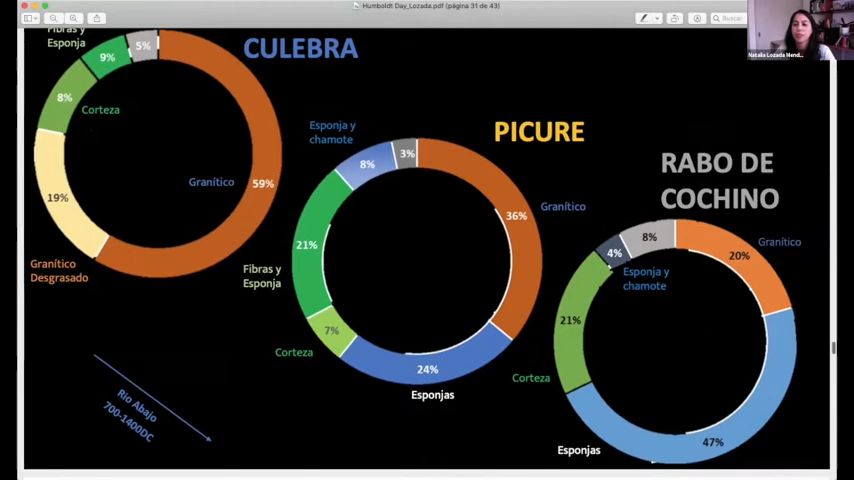 Humboldt Day_Lozada.pdf (página 31 de 43)
Buscar
Natalia Lozada Mend...
Fibras y
Esponja
5%
9%
CULEBRA
8%
Corteza
Granítico
59%
19%
Granítico
Desgrasado
PICURE
Esponja y
chamote
3%
8%
36%
Granítico
21%
Fibras y
Esponja
7%
Corteza
24%
Esponjas
RABO DE
COCHINO
8%
4%
20%
Granítico
Esponja y
chamote
21%
Corteza
47%
Esponjas
Rio Abajo
700-1400DC